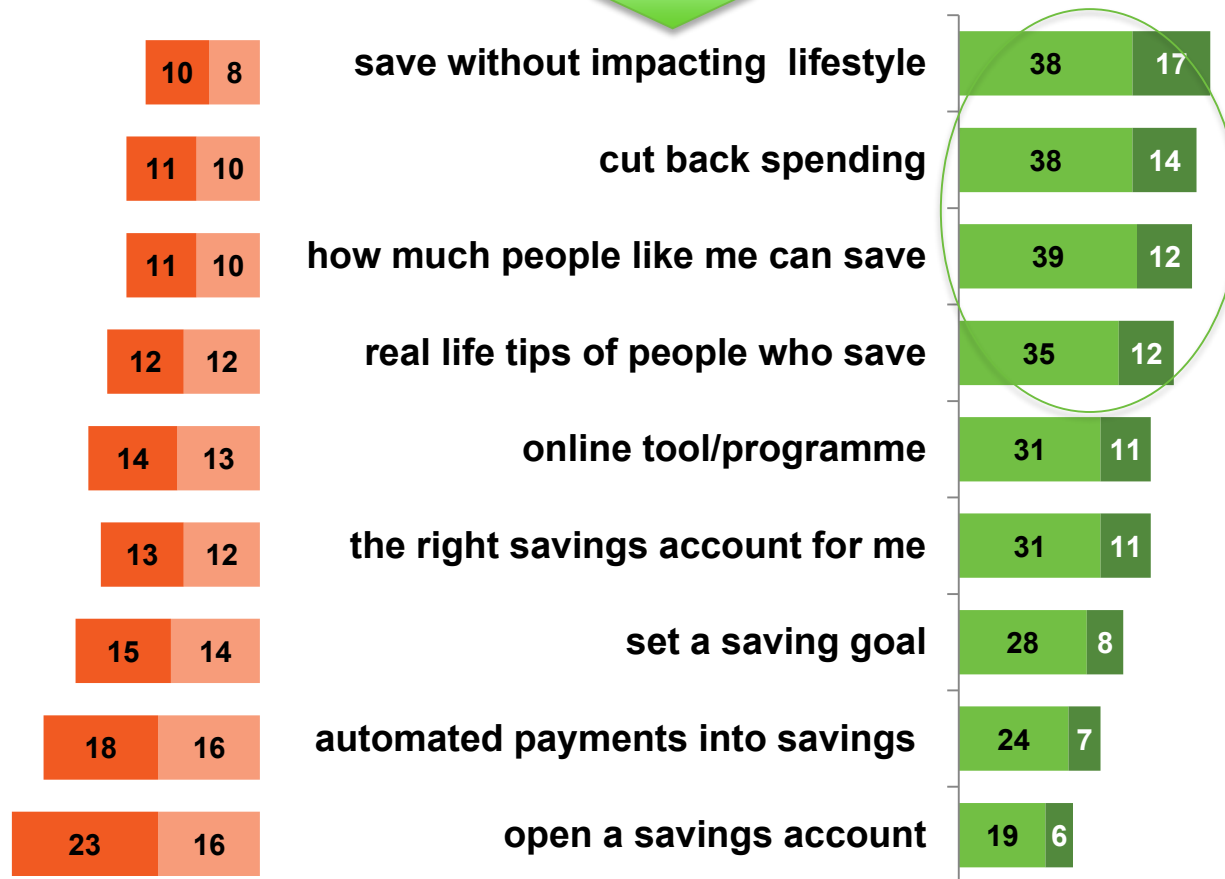 10 8 save without impacting lifestyle 38 17
11 10 cut back spending 38 14
11 10 how much people like me can save 39 12
12 12 real life tips of people who save 35 12
14 13 online tool/programme 31 11
13 12 the right savings account for me 31 11
15 14 set a saving goal 28 8
18 16 automated payments into savings 24 7
23 16 open a savings account 19 6